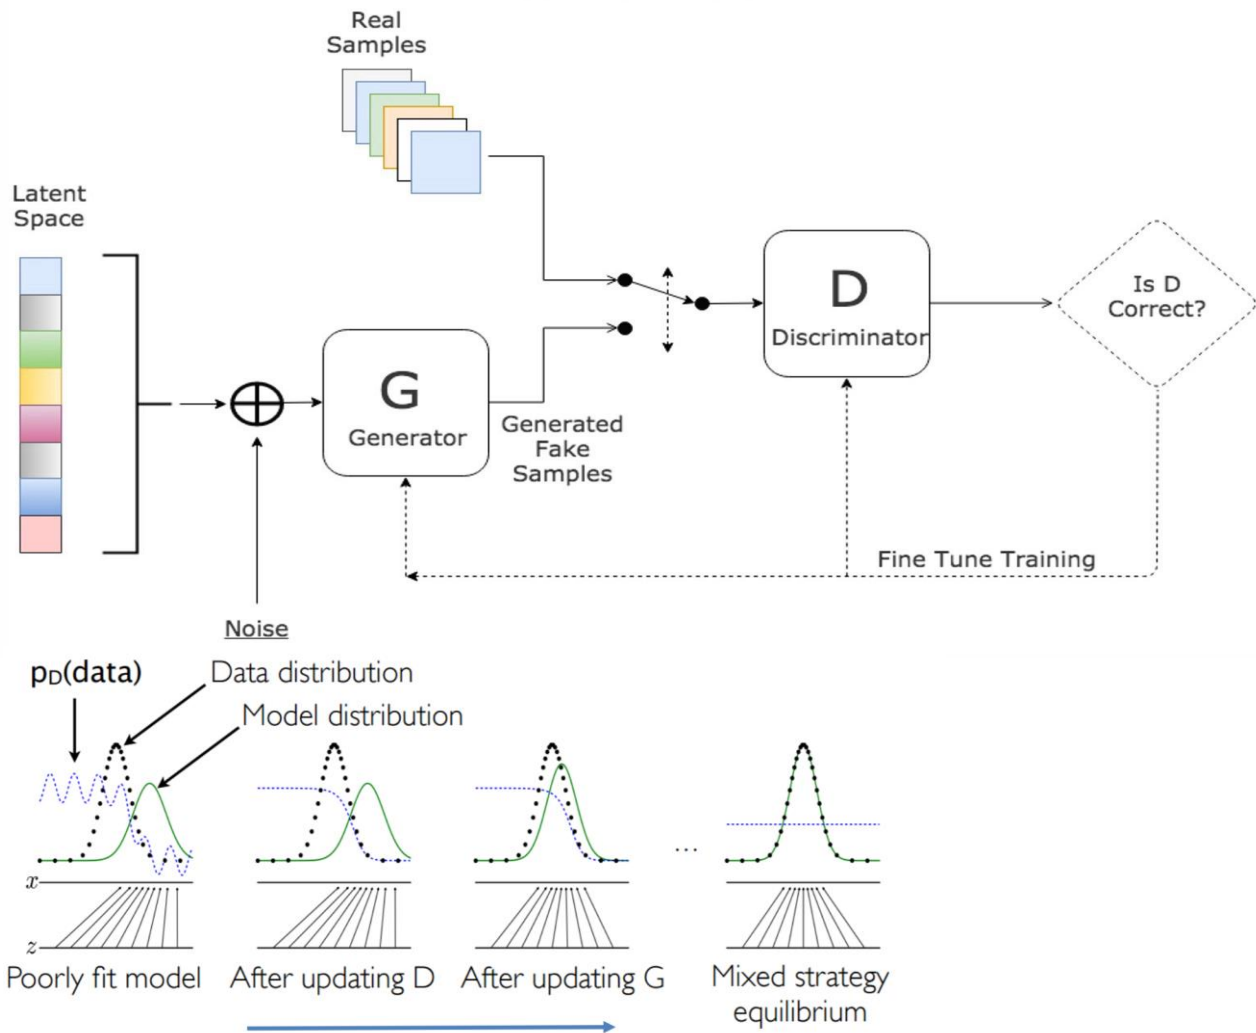 Real
Samples
Latent
Space
D
Discriminator
Is D
Correct?
G
Generator
Generated
Fake
Samples
Fine Tune Training
Noise
pD(data)
Data distribution
Model distribution
...
x
z
Poorly fit model
After updating D
After updating G
Mixed strategy
equilibrium